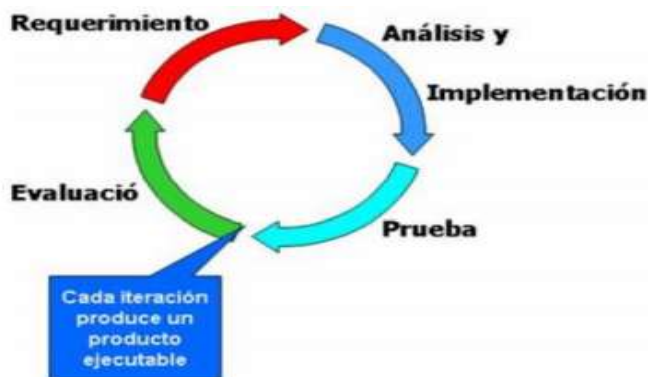 Requerimiento
Análisis y
Implementación
Evaluació
Prueba
Cada iteración
produce un
producto
ejecutable